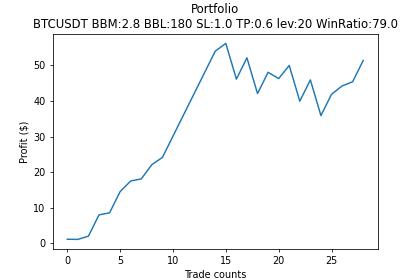 Portfolio
BTCUSDT BBM:2.8 BBL:180 SL:1.0 TP:0.6 lev:20 WinRatio:79.0
50
40
30
20
10
0
Profit ($)
0 5 10 15 20 25
Trade counts